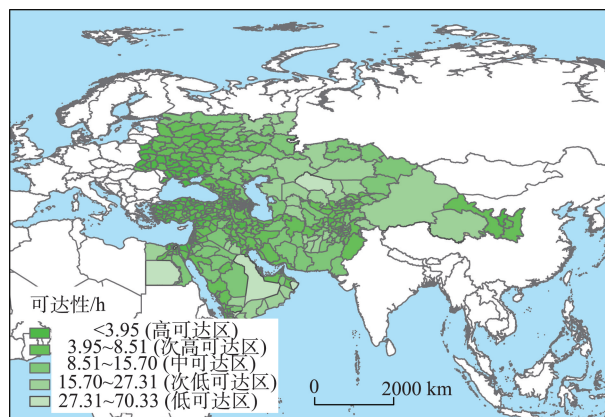 可达性/h
<3.95 (高可达区)
3.95~8.51 (次高可达区)
8.51~15.70 (中可达区)
15.70~27.31 (次低可达区)
27.31~70.33 (低可达区)
0 2000 km